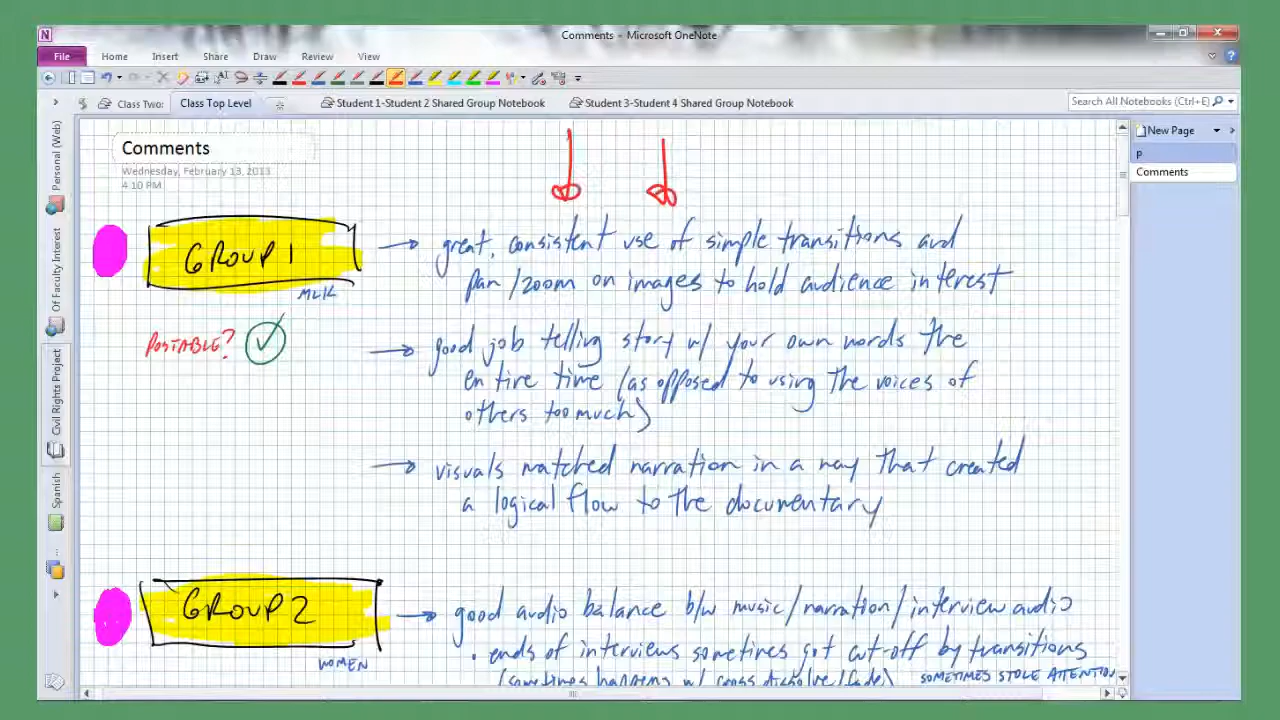 Comments - Microsoft OneNote
File Home Insert Share Draw Review View
Class Two: Class Top Level Student 1-Student 2 Shared Group Notebook Student 3-Student 4 Shared Group Notebook Search All Notebooks (Ctrl+E)
New Page
p
Comments
Personal (Web)
Of Faculty Interest
Civil Rights Project
Spanish
Comments
Wednesday, February 13, 2013
4:10 PM
GROUP 1
MLK
POSTABLE?
→ great, consistent use of simple transitions and
pan/zoom on images to hold audience interest
→ good job telling story w/ your own words the
entire time (as opposed to using the voices of
others too much)
→ visuals matched narration in a way that created
a logical flow to the documentary
GROUP 2
WOMEN
→ good audio balance b/w music/narration/interview audio
. ends of interviews sometimes got cut-off by transitions
(sometimes happens w/ cross dissolve/fade) SOMETIMES STOLE ATTENTION